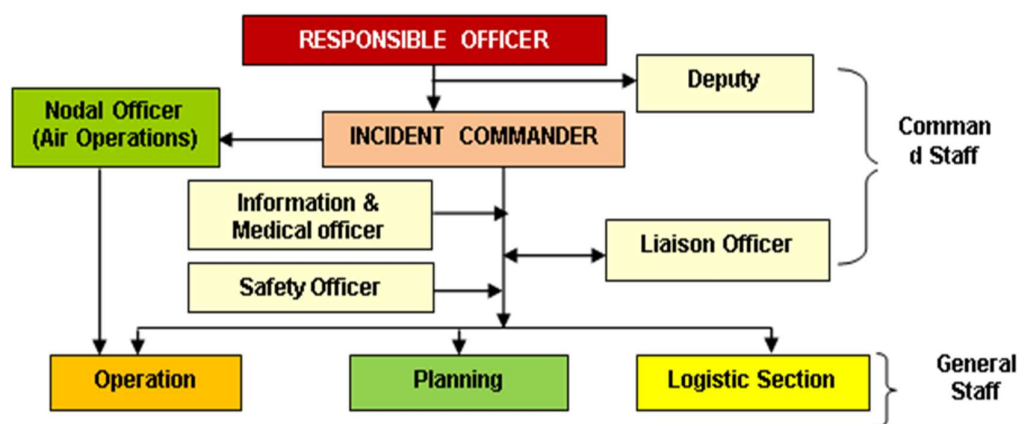 RESPONSIBLE OFFICER
Deputy
Nodal Officer
(Air Operations)
INCIDENT COMMANDER
Comman
d Staff
Information &
Medical officer
Liaison Officer
Safety Officer
Operation
Planning
Logistic Section
General
Staff